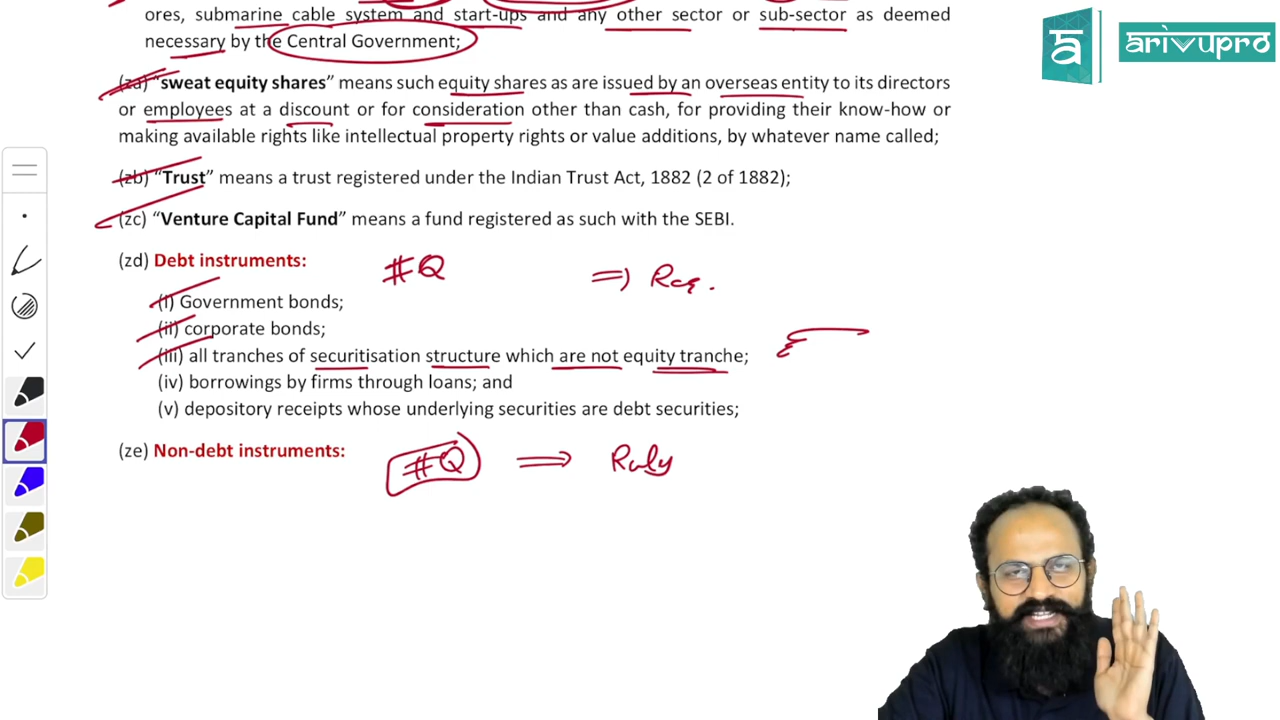 ores, submarine cable system and start-ups and any other sector or sub-sector as deemed
necessary by the Central Government;
(za) "sweat equity shares" means such equity shares as are issued by an overseas entity to its directors
or employees at a discount or for consideration other than cash, for providing their know-how or
making available rights like intellectual property rights or value additions, by whatever name called;
(zb) "Trust" means a trust registered under the Indian Trust Act, 1882 (2 of 1882);
(zc) "Venture Capital Fund" means a fund registered as such with the SEBI.
(zd) Debt instruments: #Q ⇒ Reg.
(i) Government bonds;
(ii) corporate bonds;
(iii) all tranches of securitisation structure which are not equity tranche;
(iv) borrowings by firms through loans; and
(v) depository receipts whose underlying securities are debt securities;
(ze) Non-debt instruments: #Q ⇒
ARIVUPRO